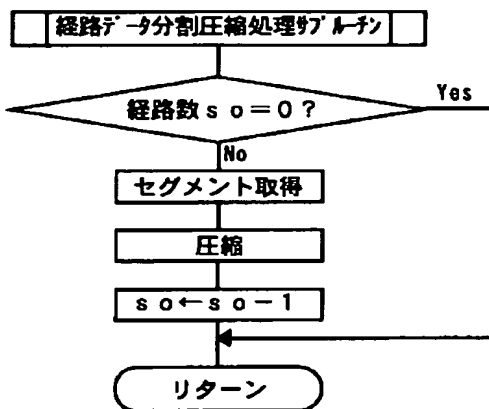 経路ﾃﾞｰﾀ分割圧縮処理ｻﾌﾞﾙｰﾁﾝ
経路数ｓｏ＝０？
Yes
No
セグメント取得
圧縮
ｓｏ←ｓｏ－１
リターン